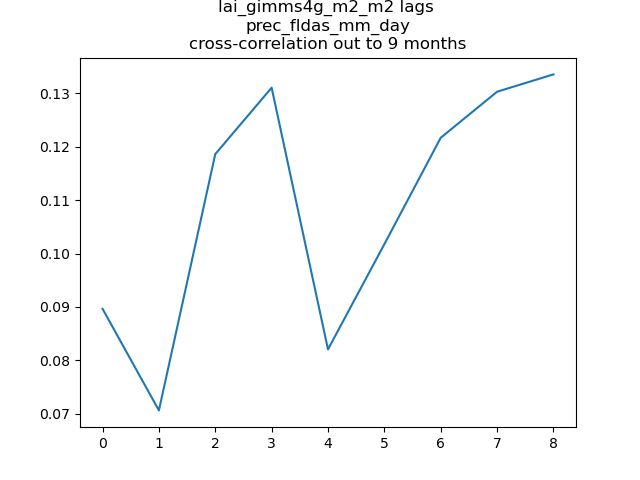 lai_gimms4g_m2_m2 lags
prec_fldas_mm_day
cross-correlation out to 9 months
0.13
0.12
0.11
0.10
0.09
0.08
0.07
0 1 2 3 4 5 6 7 8